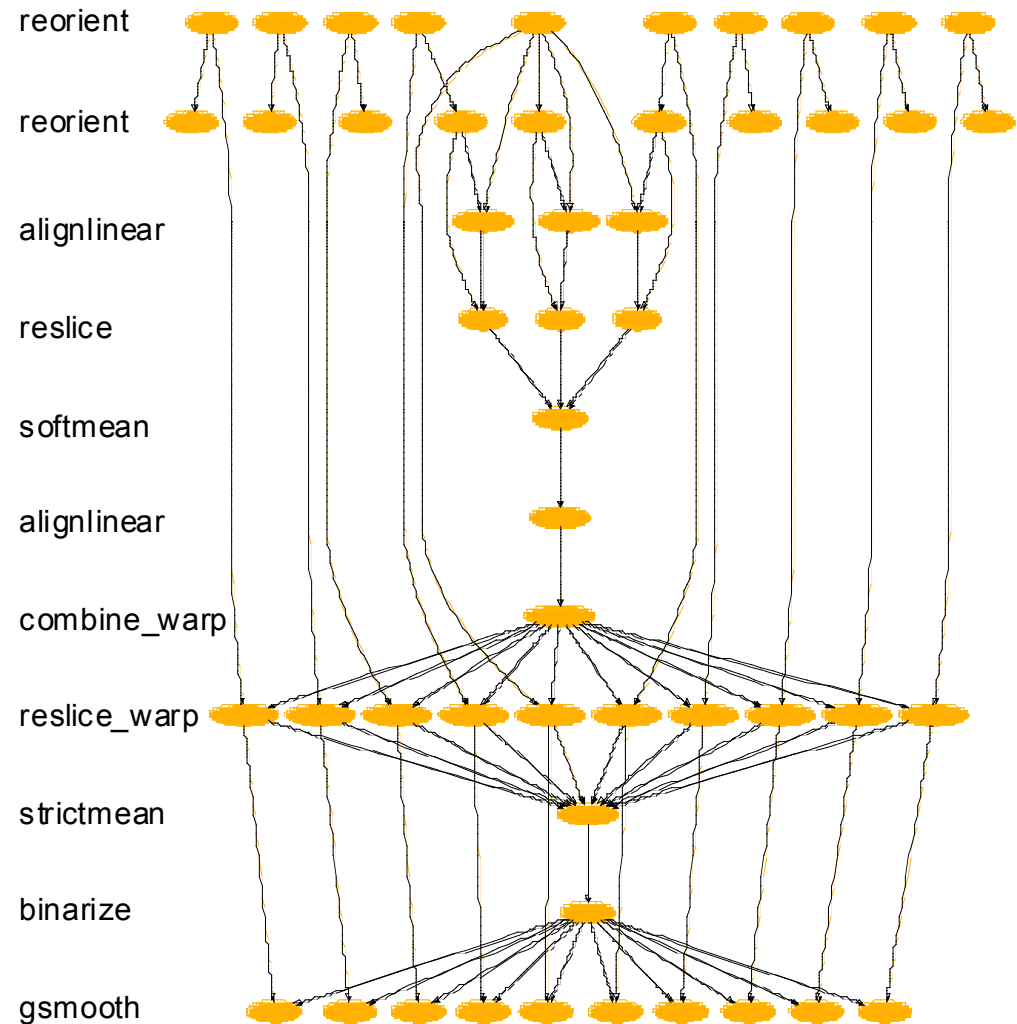 reorient
reorient
alignlinear
reslice
softmean
alignlinear
combine_warp
reslice_warp
strictmean
binarize
gsmooth